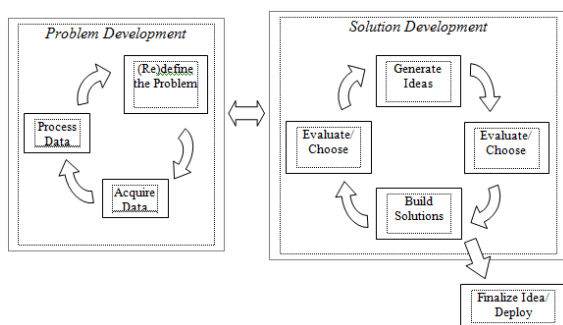 Problem Development
(Re)define
the Problem
Process
Data
Acquire
Data
Solution Development
Generate
Ideas
Evaluate/
Choose
Evaluate/
Choose
Build
Solutions
Finalize Idea/
Deploy